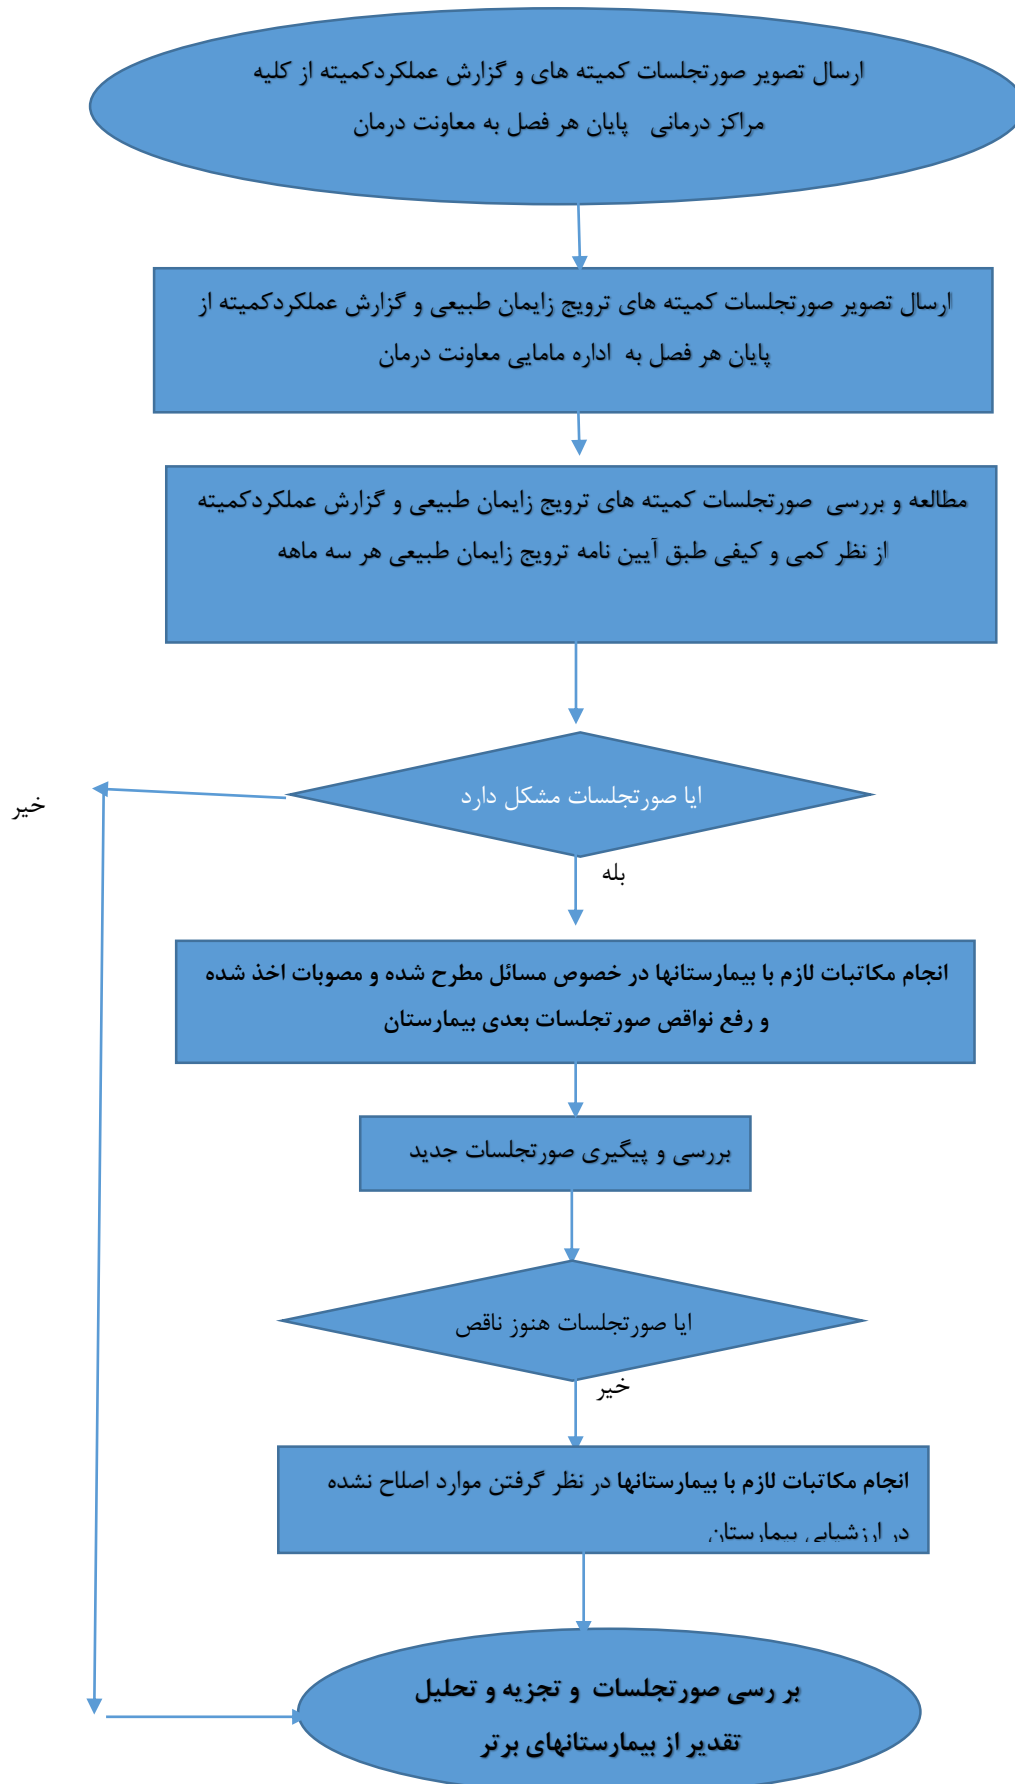 ارسال تصویر صورتجلسات کمیته های و گزارش عملکردکمیته از کلیه
مراکز درمانی پایان هر فصل به معاونت درمان
ارسال تصویر صورتجلسات کمیته های ترویج زایمان طبیعی و گزارش عملکردکمیته از
پایان هر فصل به اداره مامایی معاونت درمان
مطالعه و بررسی صورتجلسات کمیته های ترویج زایمان طبیعی و گزارش عملکردکمیته
از نظر کمی و کیفی طبق آیین نامه ترویج زایمان طبیعی هر سه ماهه
ایا صورتجلسات مشکل دارد
خیر
بله
انجام مکاتبات لازم با بیمارستانها در خصوص مسائل مطرح شده و مصوبات اخذ شده
و رفع نواقص صورتجلسات بعدی بیمارستان
بررسی و پیگیری صورتجلسات جدید
ایا صورتجلسات هنوز ناقص
خیر
انجام مکاتبات لازم با بیمارستانها در نظر گرفتن موارد اصلاح نشده
در ارزشیابی بیمارستان
بر رسی صورتجلسات و تجزیه و تحلیل
تقدیر از بیمارستانهای برتر